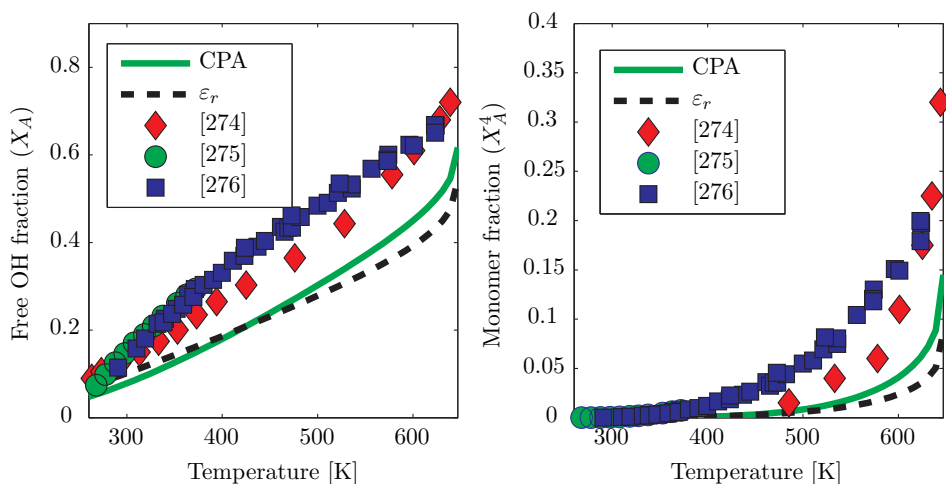 0.8
0.6
0.4
0.2
0
Free OH fraction (X_A)
CPA
ε_r
[274]
[275]
[276]
300 400 500 600
Temperature [K]
0.4
0.35
0.3
0.25
0.2
0.15
0.1
0.05
0
Monomer fraction (X_A^4)
CPA
ε_r
[274]
[275]
[276]
300 400 500 600
Temperature [K]